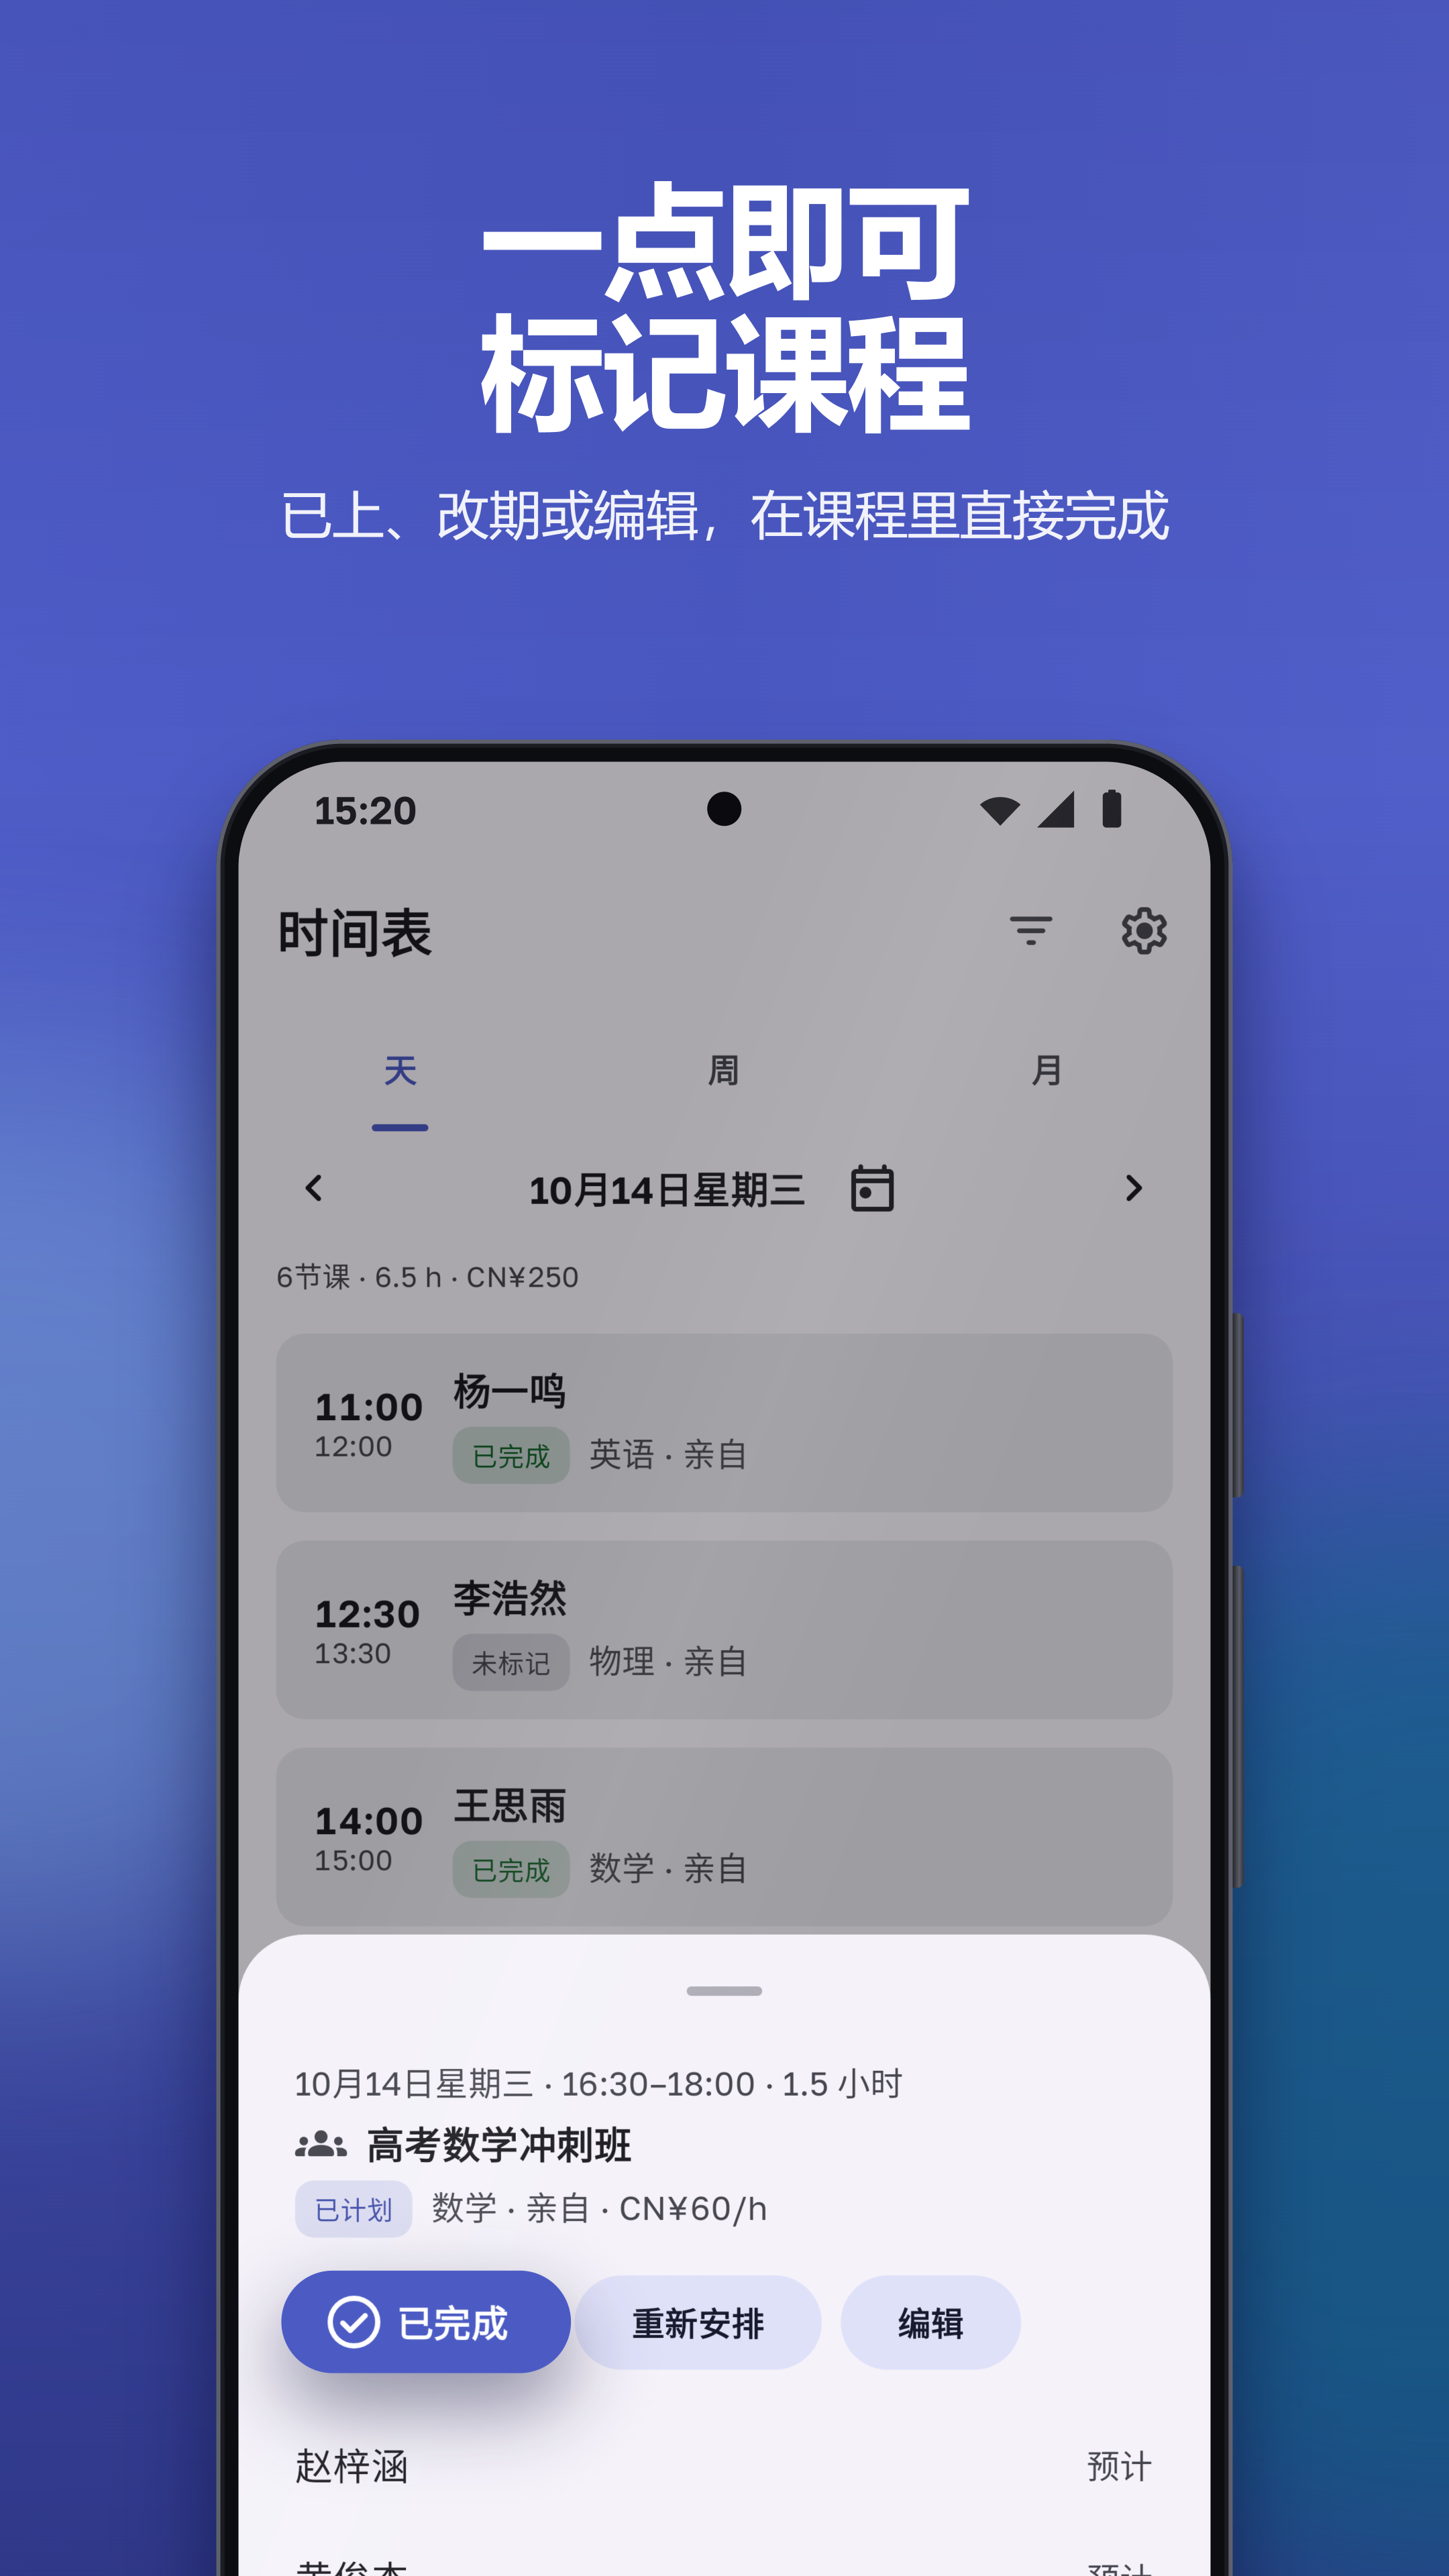 一点即可
标记课程
已上、改期或编辑，在课程里直接完成
15:20
时间表
天 周 月
10月14日星期三
6节课 · 6.5 h · CN¥250
11:00 杨一鸣
12:00 已完成 英语 · 亲自
12:30 李浩然
13:30 未标记 物理 · 亲自
14:00 王思雨
15:00 已完成 数学 · 亲自
10月14日星期三 · 16:30–18:00 · 1.5 小时
高考数学冲刺班
已计划 数学 · 亲自 · CN¥60/h
已完成 重新安排 编辑
赵梓涵 预计